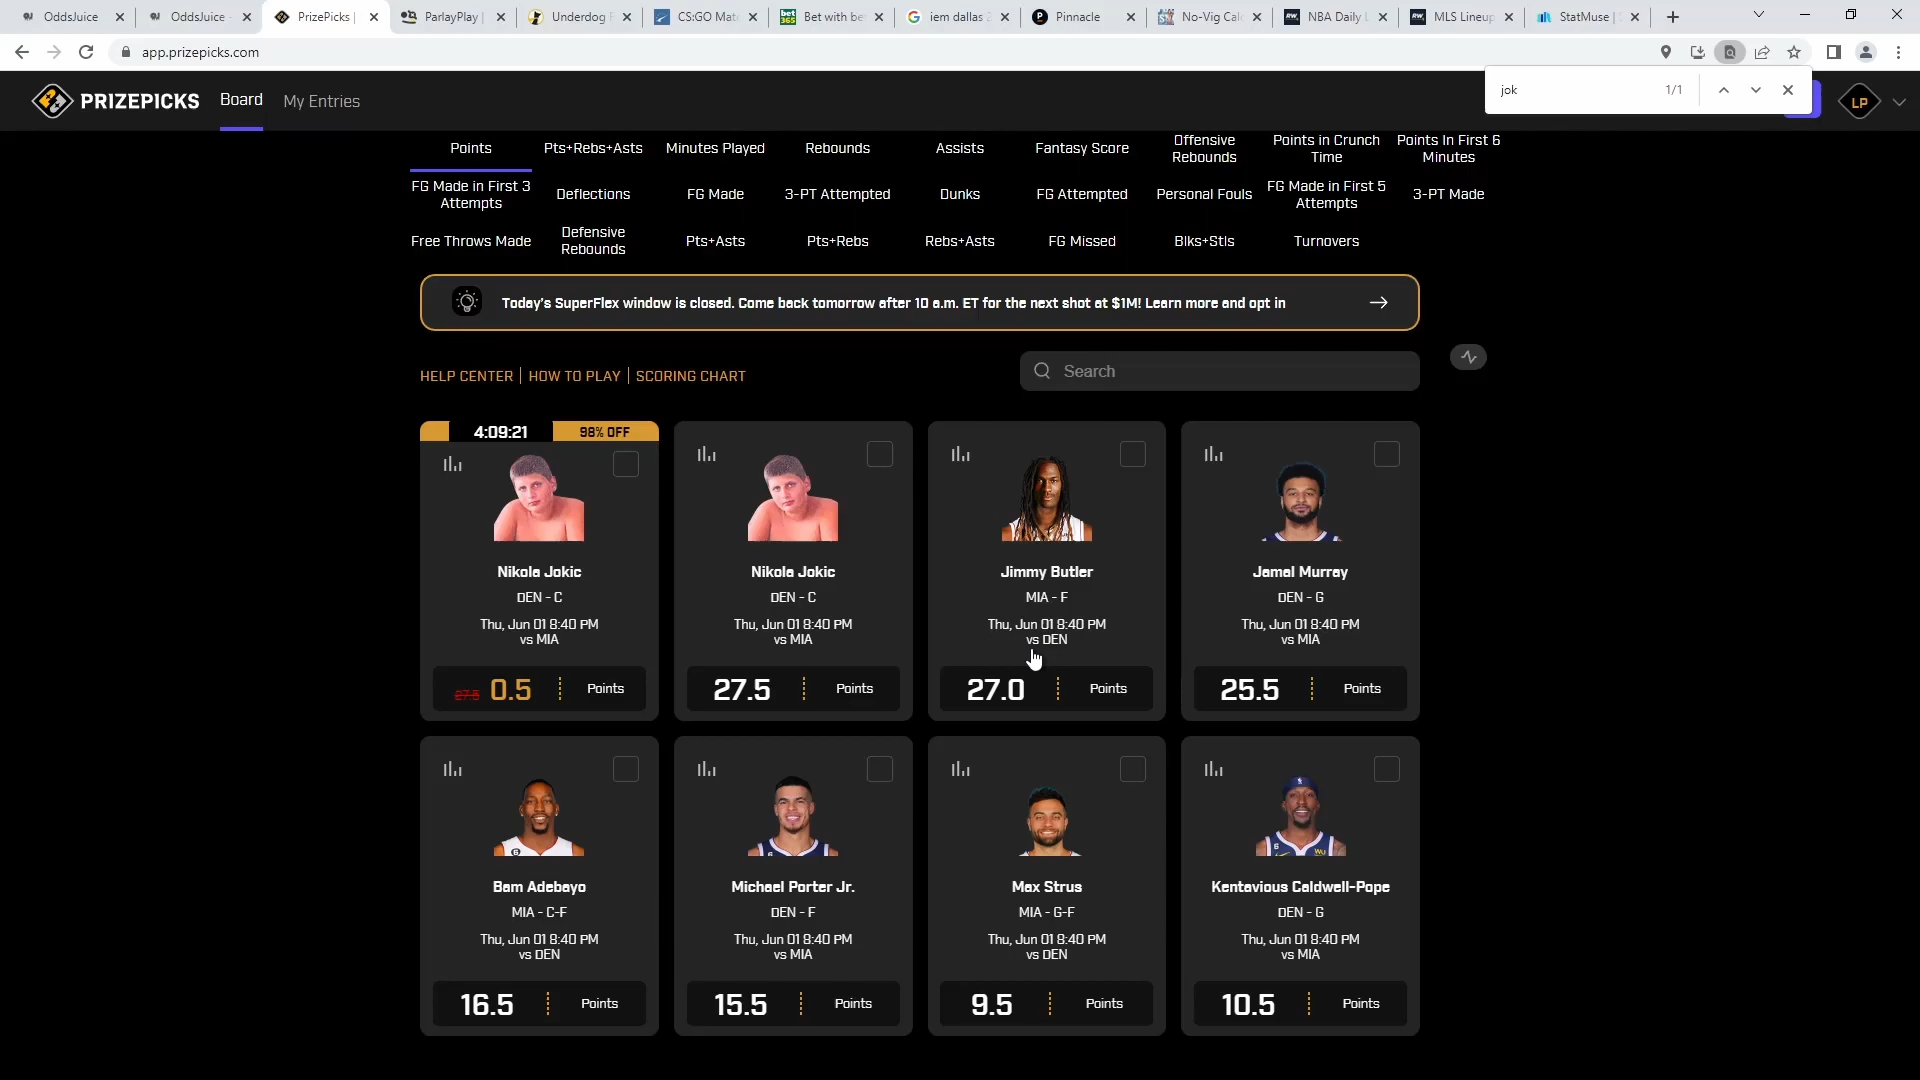 OddsJuice
OddsJuice
PrizePicks |
ParlayPlay |
Underdog F
CS:GO Mat
Bet with be
iem dallas 2
Pinnacle
No-Vig Calc
NBA Daily L
MLS Lineup
StatMuse |
app.prizepicks.com
jok
1/1
PRIZEPICKS
Board
My Entries
LP
Points
Pts+Rebs+Asts
Minutes Played
Rebounds
Assists
Fantasy Score
Offensive
Rebounds
Points in Crunch
Time
Points In First 6
Minutes
FG Made in First 3
Attempts
Deflections
FG Made
3-PT Attempted
Dunks
FG Attempted
Personal Fouls
FG Made in First 5
Attempts
3-PT Made
Free Throws Made
Defensive
Rebounds
Pts+Asts
Pts+Rebs
Rebs+Asts
FG Missed
Blks+Stls
Turnovers
Today's SuperFlex window is closed. Come back tomorrow after 10 a.m. ET for the next shot at $1M! Learn more and opt in
HELP CENTER | HOW TO PLAY | SCORING CHART
Search
4:09:21
98% OFF
Nikola Jokic
DEN - C
Thu, Jun 01 8:40 PM
vs MIA
27.5 0.5 Points
Nikola Jokic
DEN - C
Thu, Jun 01 8:40 PM
vs MIA
27.5 Points
Jimmy Butler
MIA - F
Thu, Jun 01 8:40 PM
vs DEN
27.0 Points
Jamal Murray
DEN - G
Thu, Jun 01 8:40 PM
vs MIA
25.5 Points
Bam Adebayo
MIA - C-F
Thu, Jun 01 8:40 PM
vs DEN
16.5 Points
Michael Porter Jr.
DEN - F
Thu, Jun 01 8:40 PM
vs MIA
15.5 Points
Max Strus
MIA - G-F
Thu, Jun 01 8:40 PM
vs DEN
9.5 Points
Kentavious Caldwell-Pope
DEN - G
Thu, Jun 01 8:40 PM
vs MIA
10.5 Points